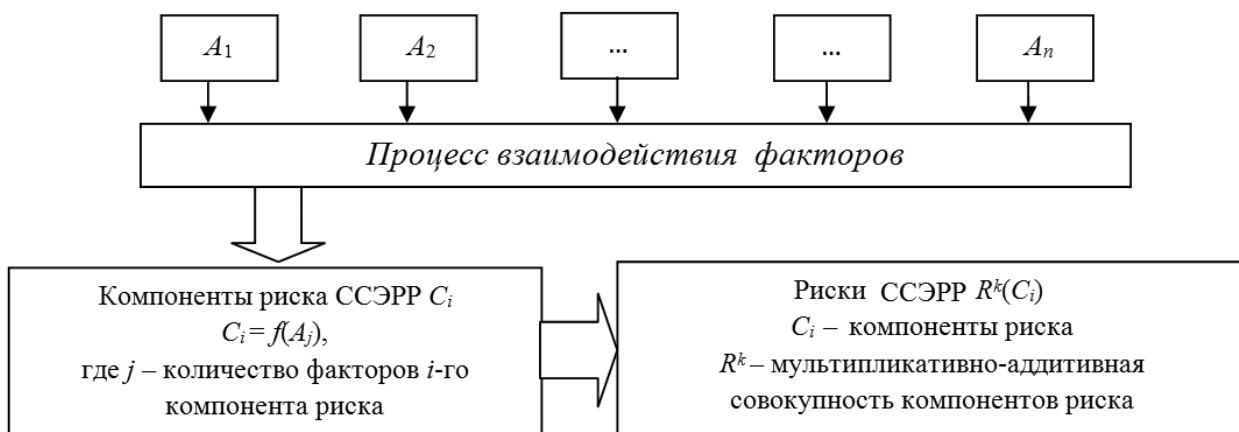 A₁ A₂ ... ... Aₙ
Процесс взаимодействия факторов
Компоненты риска ССЭРР Cᵢ
Cᵢ = f(Aⱼ),
где j – количество факторов i-го
компонента риска
Риски ССЭРР Rᵏ(Cᵢ)
Cᵢ – компоненты риска
Rᵏ – мультипликативно-аддитивная
совокупность компонентов риска